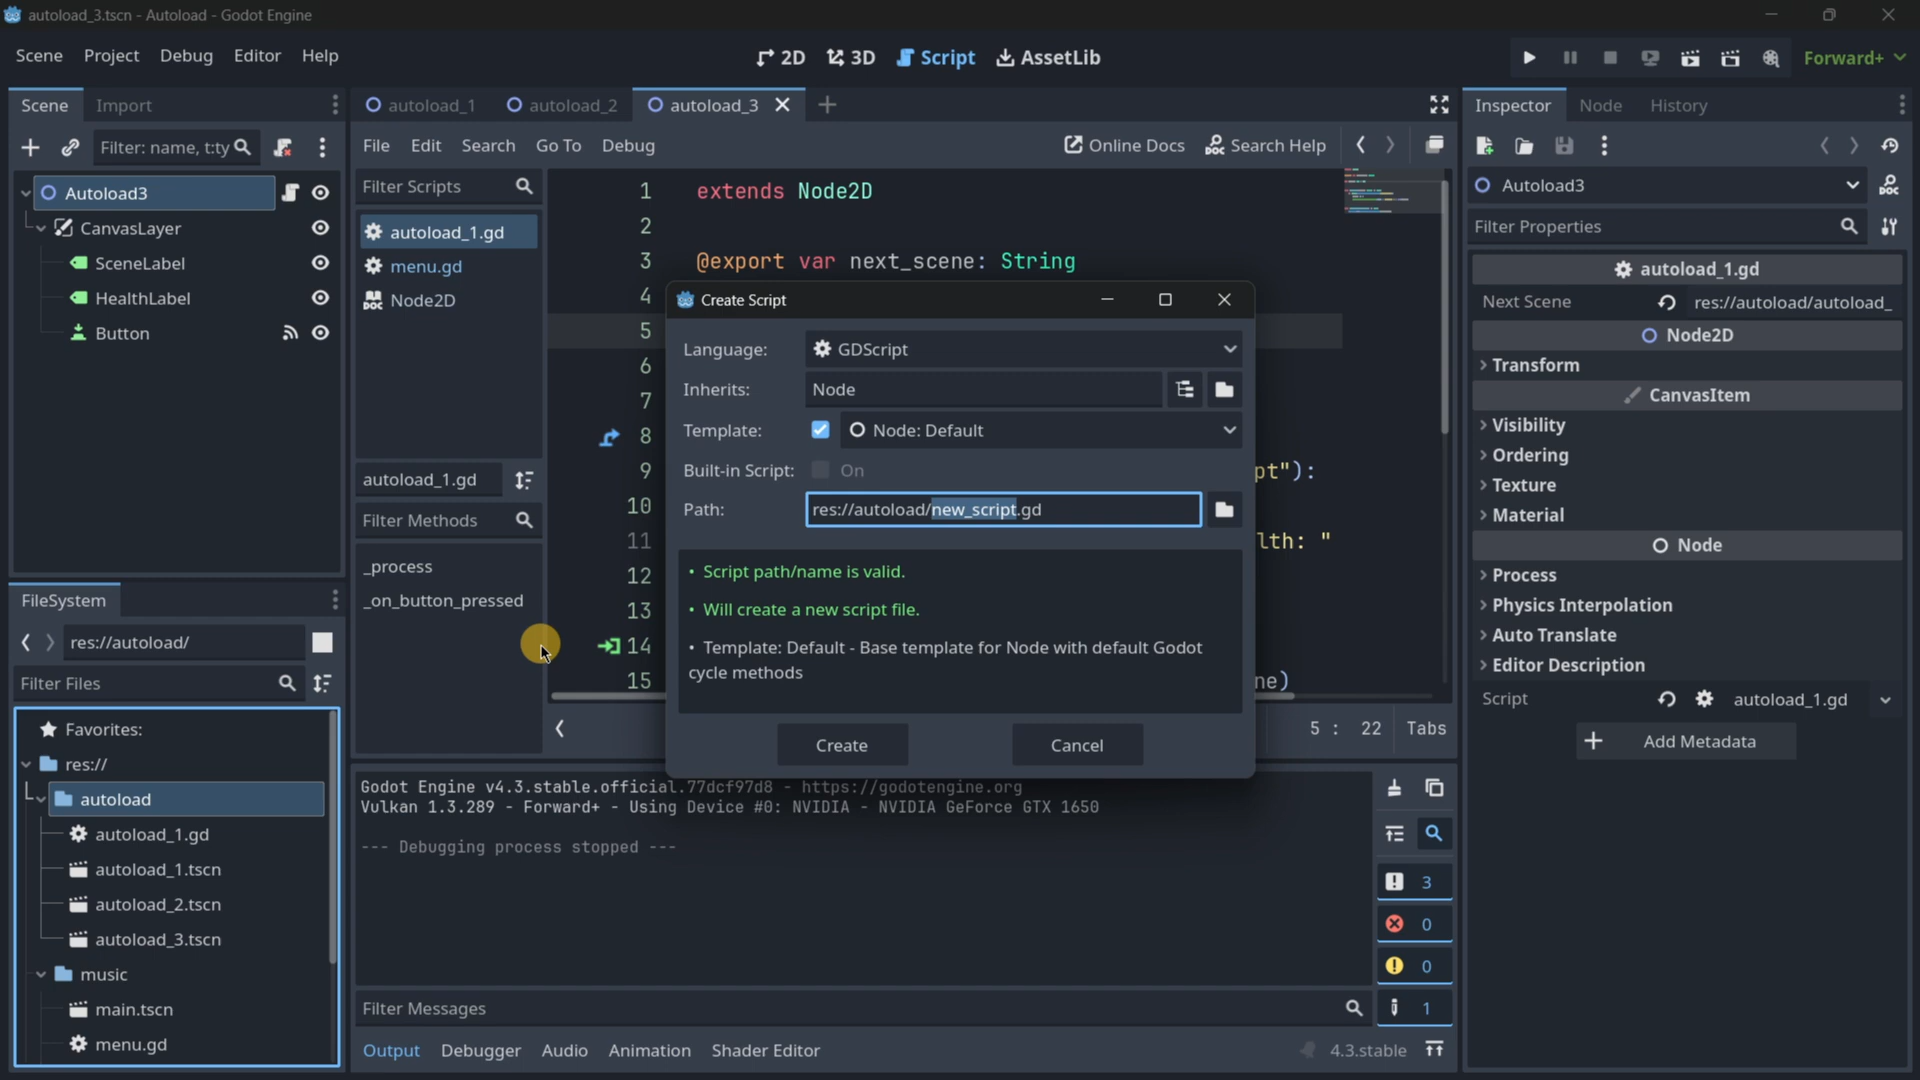 autoload_3.tscn - Autoload - Godot Engine
Scene Project Debug Editor Help
2D 3D Script AssetLib
Forward+
Scene Import
autoload_1 autoload_2 autoload_3
Inspector Node History
Filter: name, t:ty
File Edit Search Go To Debug
Online Docs Search Help
Autoload3
CanvasLayer
SceneLabel
HealthLabel
Button
Filter Scripts
autoload_1.gd
menu.gd
Node2D
autoload_1.gd
Filter Methods
_process
_on_button_pressed
1 extends Node2D
2
3 @export var next_scene: String
4
5
6
7
8
9 pt"):
10
11 lth: "
12
13
14
15 ne)
5 : 22 Tabs
Create Script
Language: GDScript
Inherits: Node
Template: Node: Default
Built-in Script: On
Path: res://autoload/new_script.gd
• Script path/name is valid.
• Will create a new script file.
• Template: Default - Base template for Node with default Godot
cycle methods
Create Cancel
Autoload3
Filter Properties
autoload_1.gd
Next Scene res://autoload/autoload_
Node2D
Transform
CanvasItem
Visibility
Ordering
Texture
Material
Node
Process
Physics Interpolation
Auto Translate
Editor Description
Script autoload_1.gd
Add Metadata
FileSystem
res://autoload/
Filter Files
Favorites:
res://
autoload
autoload_1.gd
autoload_1.tscn
autoload_2.tscn
autoload_3.tscn
music
main.tscn
menu.gd
Godot Engine v4.3.stable.official.77dcf97d8 - https://godotengine.org
Vulkan 1.3.289 - Forward+ - Using Device #0: NVIDIA - NVIDIA GeForce GTX 1650
--- Debugging process stopped ---
3
0
0
1
Filter Messages
Output Debugger Audio Animation Shader Editor
4.3.stable